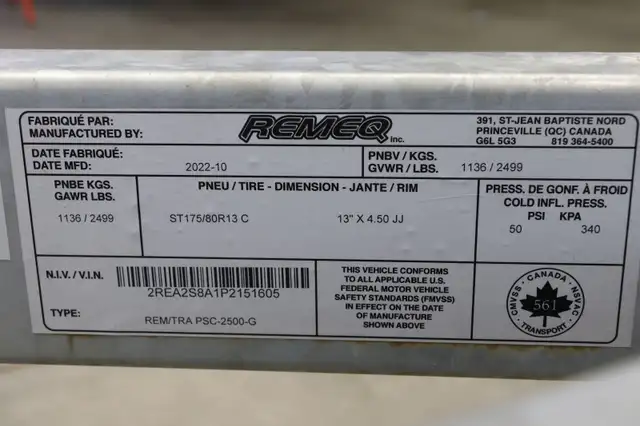 FABRIQUÉ PAR:
MANUFACTURED BY:
REMEQ Inc.
391, ST-JEAN BAPTISTE NORD
PRINCEVILLE (QC) CANADA
G6L 5G3 819 364-5400
DATE FABRIQUÉ:
DATE MFD:
2022-10
PNBV / KGS.
GVWR / LBS.
1136 / 2499
PNBE KGS.
GAWR LBS.
1136 / 2499
PNEU / TIRE - DIMENSION - JANTE / RIM
ST175/80R13 C 13" X 4.50 JJ
PRESS. DE GONF. À FROID
COLD INFL. PRESS.
PSI KPA
50 340
N.I.V. / V.I.N.
2REA2S8A1P2151605
TYPE:
REM/TRA PSC-2500-G
THIS VEHICLE CONFORMS
TO ALL APPLICABLE U.S.
FEDERAL MOTOR VEHICLE
SAFETY STANDARDS (FMVSS)
IN EFFECT ON THE DATE
OF MANUFACTURE
SHOWN ABOVE
CANADA
CMVSS
NSVAC
561
TRANSPORT